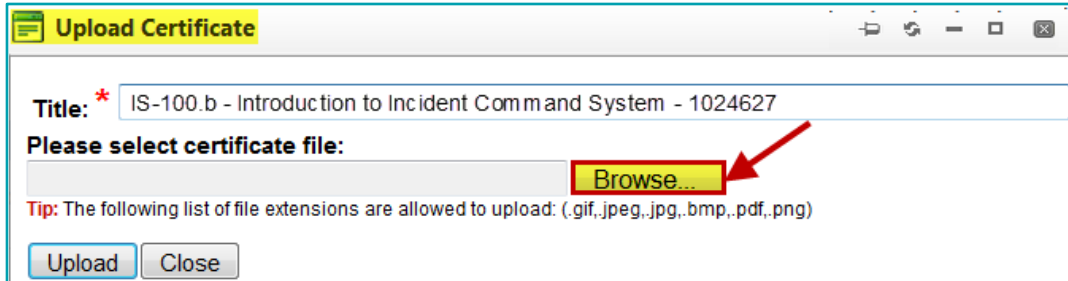 Upload Certificate
Title: * IS-100.b - Introduction to Incident Command System - 1024627
Please select certificate file:
Browse...
Tip: The following list of file extensions are allowed to upload: (.gif,.jpeg,.jpg,.bmp,.pdf,.png)
Upload Close